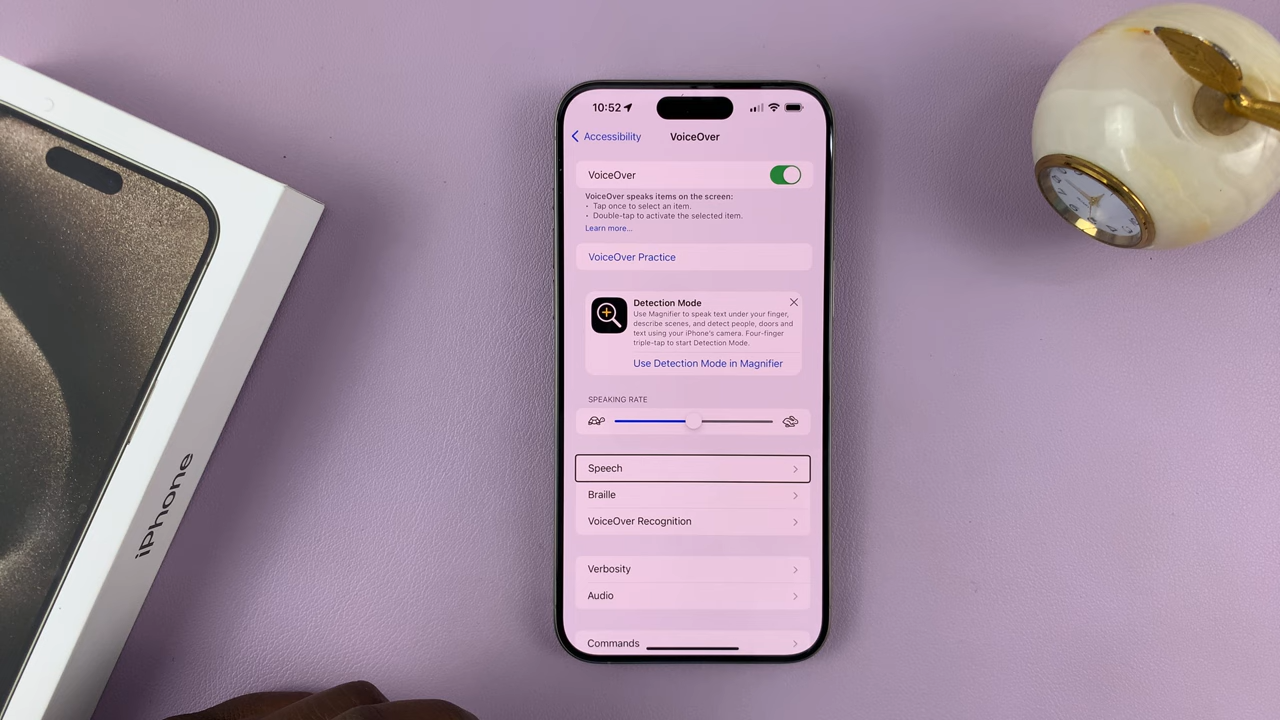 10:52
Accessibility
VoiceOver
VoiceOver
VoiceOver speaks items on the screen:
• Tap once to select an item.
• Double-tap to activate the selected item.
Learn more...
VoiceOver Practice
Detection Mode
Use Magnifier to speak text under your finger,
describe scenes, and detect people, doors and
text using your iPhone's camera. Four-finger
triple-tap to start Detection Mode.
Use Detection Mode in Magnifier
SPEAKING RATE
Speech
Braille
VoiceOver Recognition
Verbosity
Audio
Commands
iPhone